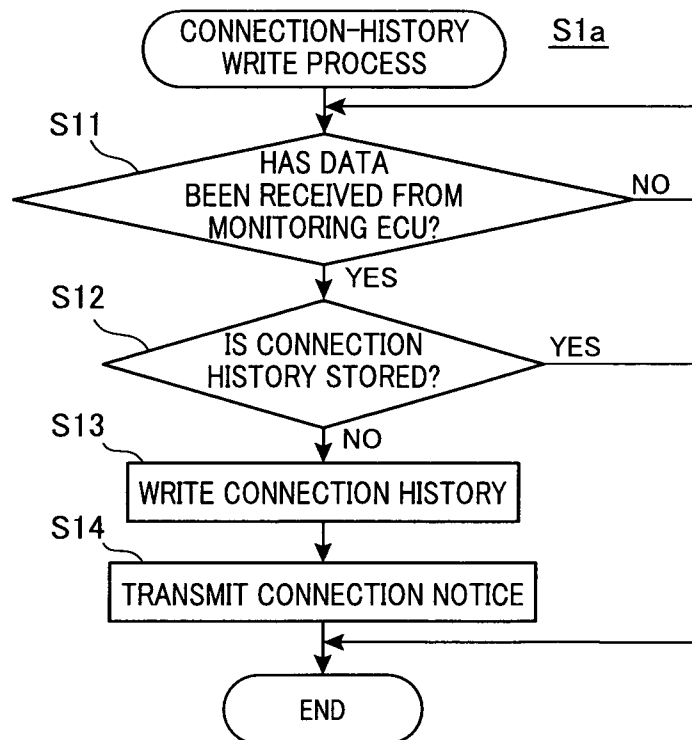 CONNECTION-HISTORY
WRITE PROCESS
S1a
S11
HAS DATA
BEEN RECEIVED FROM
MONITORING ECU?
NO
YES
S12
IS CONNECTION
HISTORY STORED?
YES
NO
S13
WRITE CONNECTION HISTORY
S14
TRANSMIT CONNECTION NOTICE
END